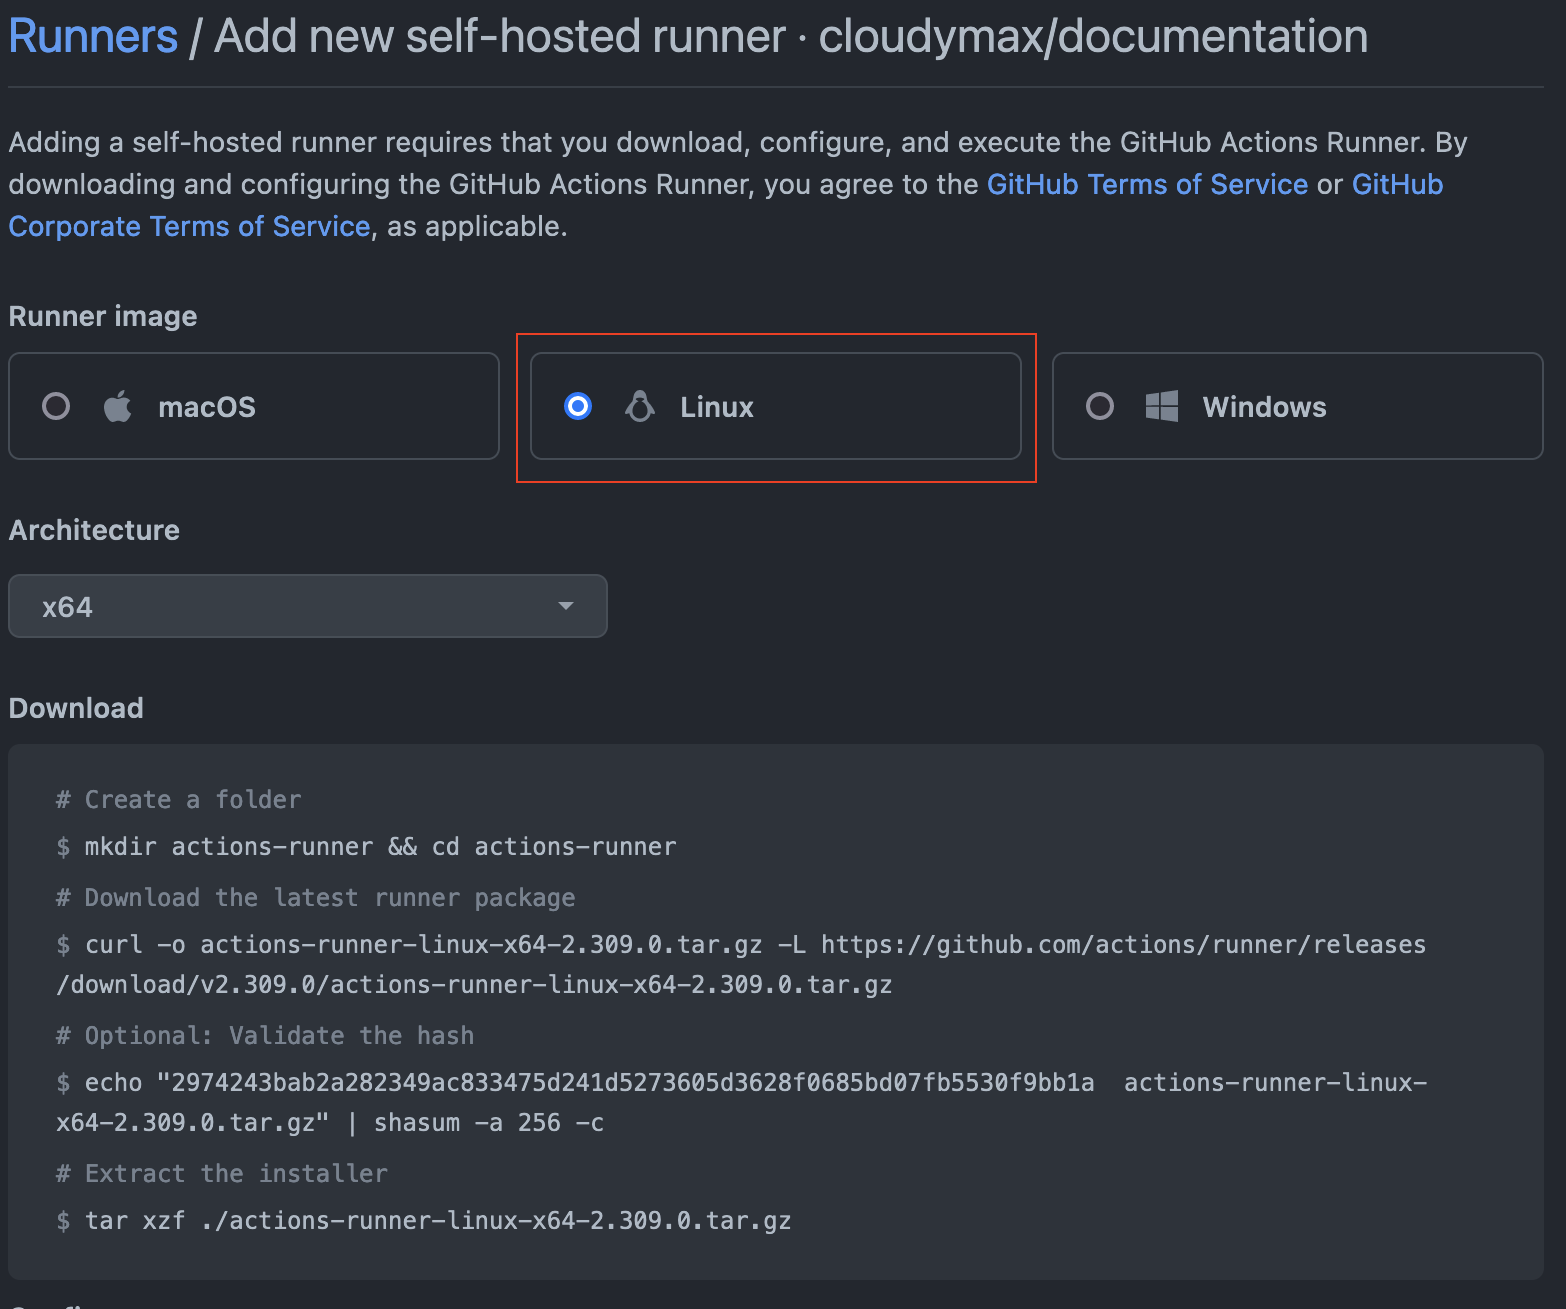 Runners / Add new self-hosted runner · cloudymax/documentation
Adding a self-hosted runner requires that you download, configure, and execute the GitHub Actions Runner. By
downloading and configuring the GitHub Actions Runner, you agree to the GitHub Terms of Service or GitHub
Corporate Terms of Service, as applicable.
Runner image
macOS
Linux
Windows
Architecture
x64
Download
# Create a folder
$ mkdir actions-runner && cd actions-runner
# Download the latest runner package
$ curl -o actions-runner-linux-x64-2.309.0.tar.gz -L https://github.com/actions/runner/releases
/download/v2.309.0/actions-runner-linux-x64-2.309.0.tar.gz
# Optional: Validate the hash
$ echo "2974243bab2a282349ac833475d241d5273605d3628f0685bd07fb5530f9bb1a  actions-runner-linux-
x64-2.309.0.tar.gz" | shasum -a 256 -c
# Extract the installer
$ tar xzf ./actions-runner-linux-x64-2.309.0.tar.gz